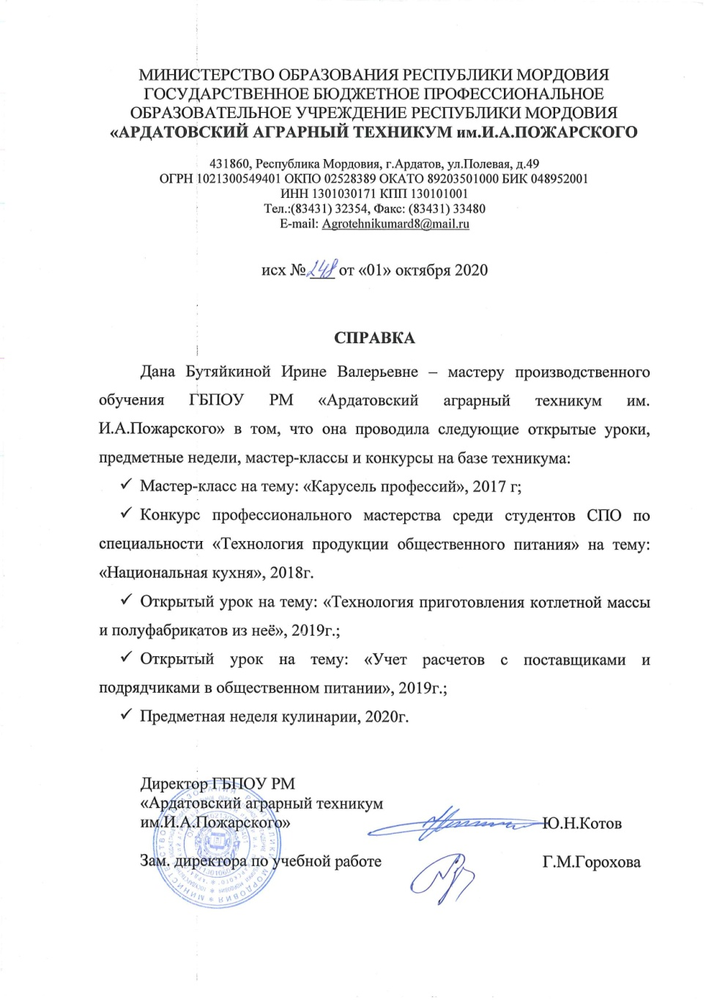 МИНИСТЕРСТВО ОБРАЗОВАНИЯ РЕСПУБЛИКИ МОРДОВИЯ
ГОСУДАРСТВЕННОЕ БЮДЖЕТНОЕ ПРОФЕССИОНАЛЬНОЕ
ОБРАЗОВАТЕЛЬНОЕ УЧРЕЖДЕНИЕ РЕСПУБЛИКИ МОРДОВИЯ
«АРДАТОВСКИЙ АГРАРНЫЙ ТЕХНИКУМ им.И.А.ПОЖАРСКОГО
431860, Республика Мордовия, г.Ардатов, ул.Полевая, д.49
ОГРН 1021300549401 ОКПО 02528389 ОКАТО 89203501000 БИК 048952001
ИНН 1301030171 КПП 130101001
Тел.:(83431) 32354, Факс: (83431) 33480
E-mail: Agrotehnikumard8@mail.ru
исх № 248 от «01» октября 2020
СПРАВКА
Дана Бутяйкиной Ирине Валерьевне – мастеру производственного
обучения ГБПОУ РМ «Ардатовский аграрный техникум им.
И.А.Пожарского» в том, что она проводила следующие открытые уроки,
предметные недели, мастер-классы и конкурсы на базе техникума:
✓ Мастер-класс на тему: «Карусель профессий», 2017 г;
✓ Конкурс профессионального мастерства среди студентов СПО по
специальности «Технология продукции общественного питания» на тему:
«Национальная кухня», 2018г.
✓ Открытый урок на тему: «Технология приготовления котлетной массы
и полуфабрикатов из неё», 2019г.;
✓ Открытый урок на тему: «Учет расчетов с поставщиками и
подрядчиками в общественном питании», 2019г.;
✓ Предметная неделя кулинарии, 2020г.
Директор ГБПОУ РМ
«Ардатовский аграрный техникум
им.И.А.Пожарского» Ю.Н.Котов
Зам. директора по учебной работе Г.М.Горохова
МИНИСТЕРСТВО ОБРАЗОВАНИЯ РЕСПУБЛИКИ МОРДОВИЯ